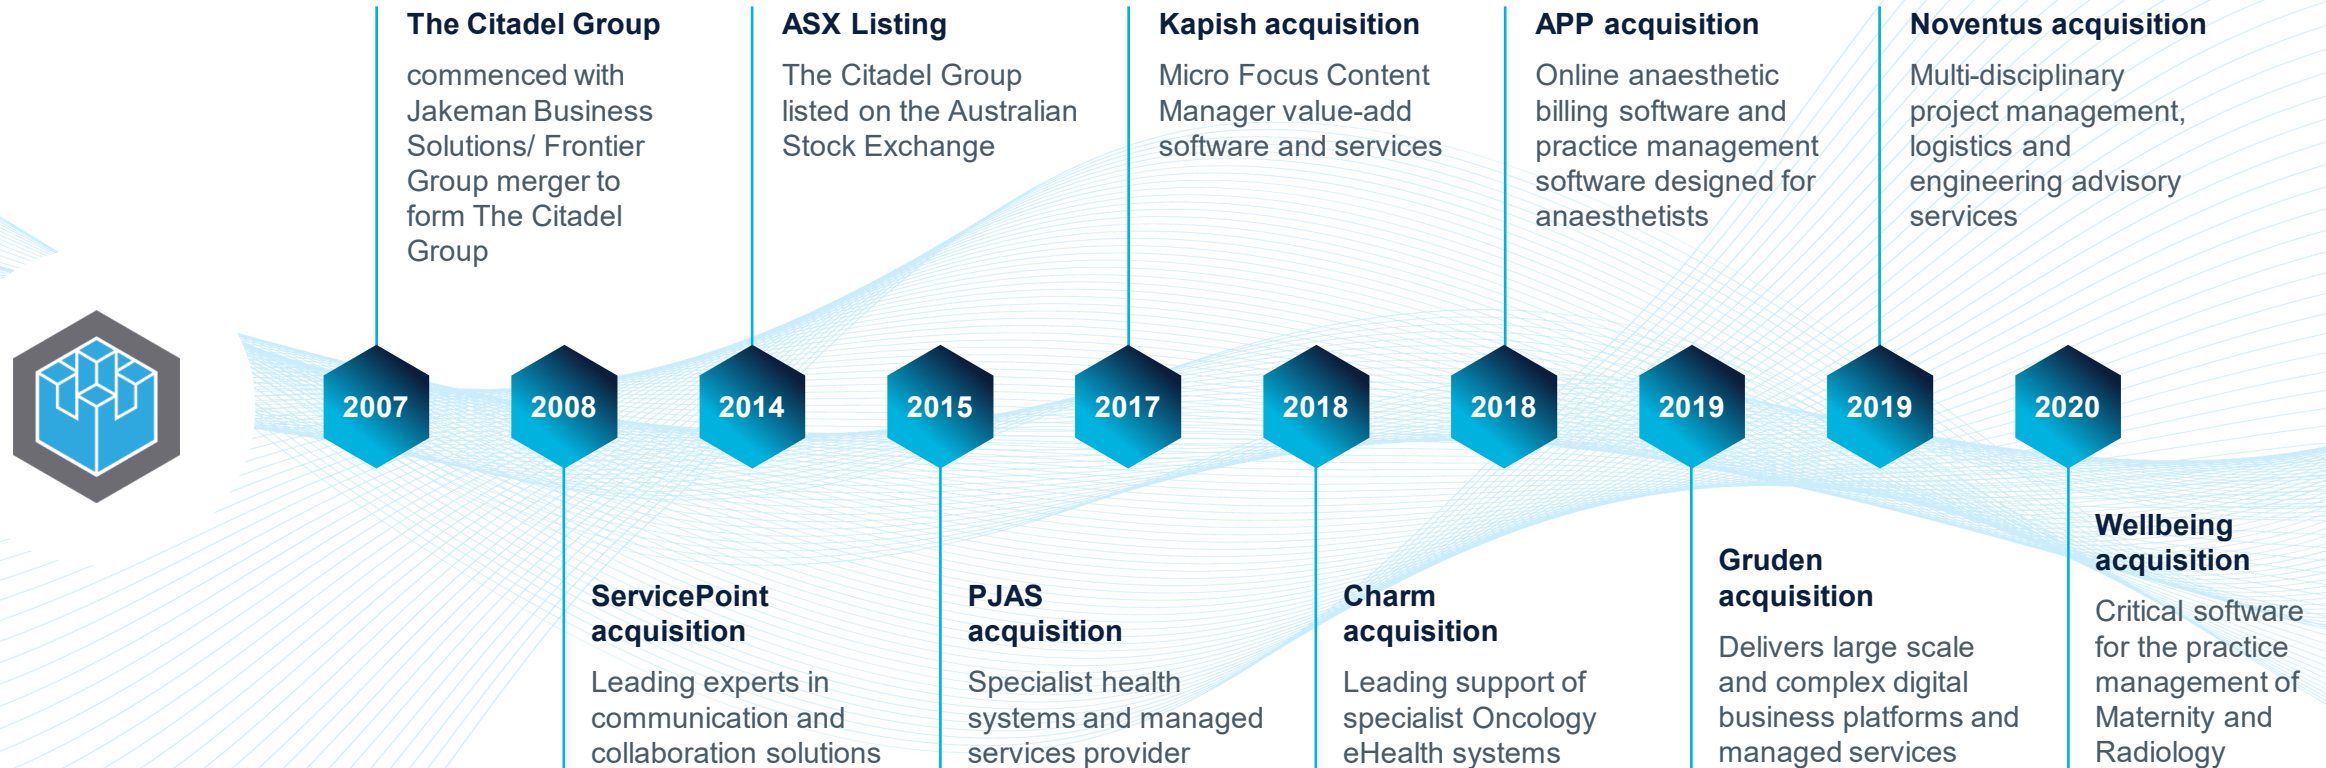 The Citadel Group
commenced with
Jakeman Business
Solutions/ Frontier
Group merger to
form The Citadel
Group
ASX Listing
The Citadel Group
listed on the Australian
Stock Exchange
Kapish acquisition
Micro Focus Content
Manager value-add
software and services
APP acquisition
Online anaesthetic
billing software and
practice management
software designed for
anaesthetists
Noventus acquisition
Multi-disciplinary
project management,
logistics and
engineering advisory
services
2007
2008
2014
2015
2017
2018
2018
2019
2019
2020
ServicePoint
acquisition
Leading experts in
communication and
collaboration solutions
PJAS
acquisition
Specialist health
systems and managed
services provider
Charm
acquisition
Leading support of
specialist Oncology
eHealth systems
Gruden
acquisition
Delivers large scale
and complex digital
business platforms and
managed services
Wellbeing
acquisition
Critical software
for the practice
management of
Maternity and
Radiology